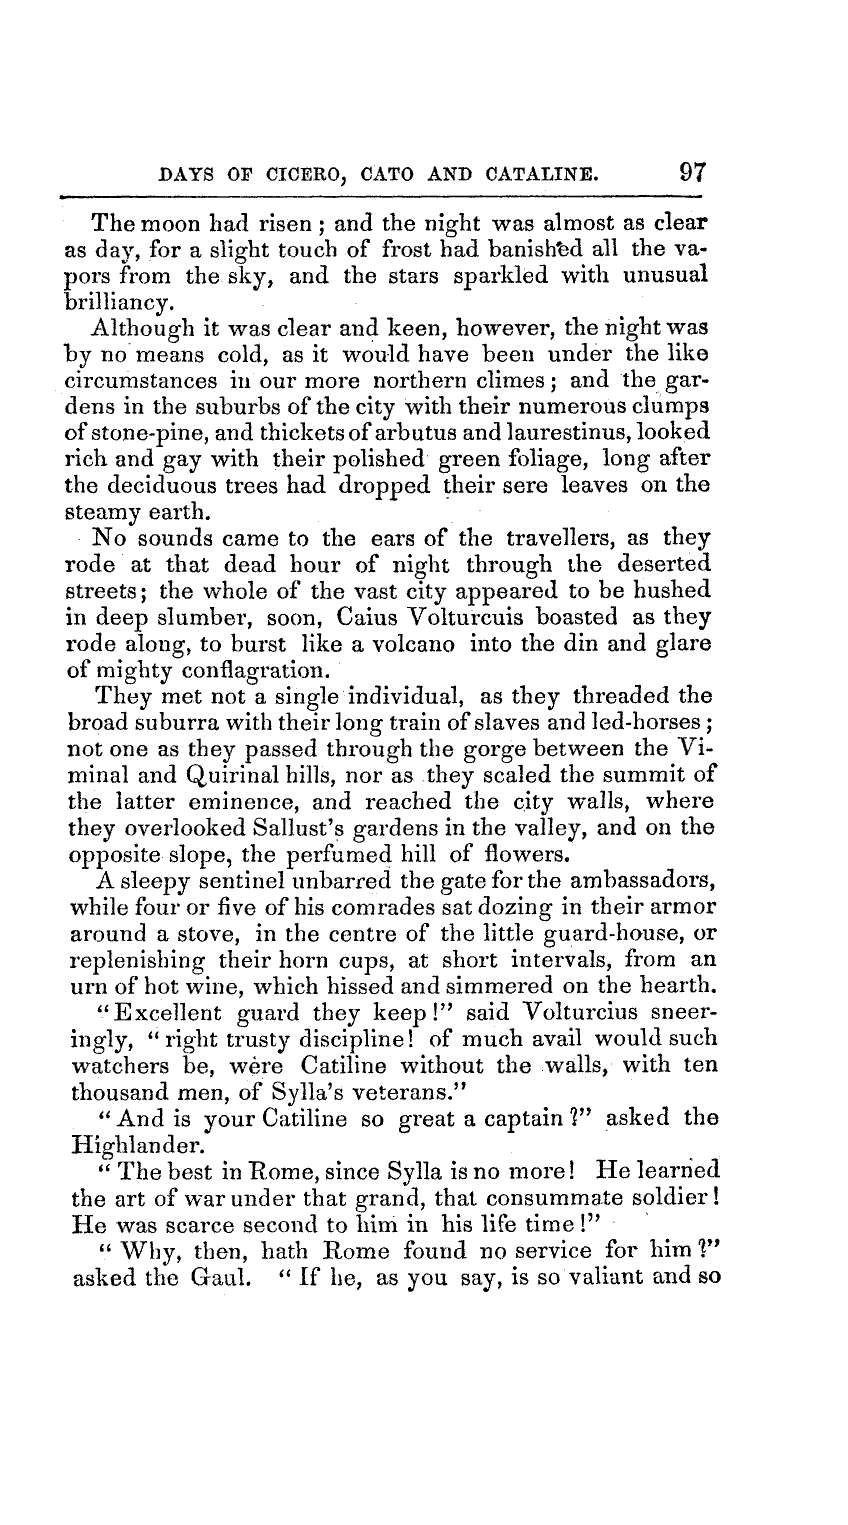 DAYS OF CICERO, CATO AND CATALINE. 97
The moon had risen ; and the night was almost as clear
as day, for a slight touch of frost had banished all the va-
pors from the sky, and the stars sparkled with unusual
brilliancy.
Although it was clear and keen, however, the night was
by no means cold, as it would have been under the like
circumstances in our more northern climes ; and the gar-
dens in the suburbs of the city with their numerous clumps
of stone-pine, and thickets of arbutus and laurestinus, looked
rich and gay with their polished green foliage, long after
the deciduous trees had dropped their sere leaves on the
steamy earth.
No sounds came to the ears of the travellers, as they
rode at that dead hour of night through the deserted
streets; the whole of the vast city appeared to be hushed
in deep slumber, soon, Caius Volturcuis boasted as they
rode along, to burst like a volcano into the din and glare
of mighty conflagration.
They met not a single individual, as they threaded the
broad suburra with their long train of slaves and led-horses ;
not one as they passed through the gorge between the Vi-
minal and Quirinal hills, nor as they scaled the summit of
the latter eminence, and reached the city walls, where
they overlooked Sallust's gardens in the valley, and on the
opposite slope, the perfumed hill of flowers.
A sleepy sentinel unbarred the gate for the ambassadors,
while four or five of his comrades sat dozing in their armor
around a stove, in the centre of the little guard-house, or
replenishing their horn cups, at short intervals, from an
urn of hot wine, which hissed and simmered on the hearth.
"Excellent guard they keep!" said Volturcius sneer-
ingly, "right trusty discipline! of much avail would such
watchers be, were Catiline without the walls, with ten
thousand men, of Sylla's veterans."
"And is your Catiline so great a captain?" asked the
Highlander.
"The best in Rome, since Sylla is no more! He learned
the art of war under that grand, that consummate soldier!
He was scarce second to him in his life time!"
"Why, then, hath Rome found no service for him?"
asked the Gaul. "If he, as you say, is so valiant and so